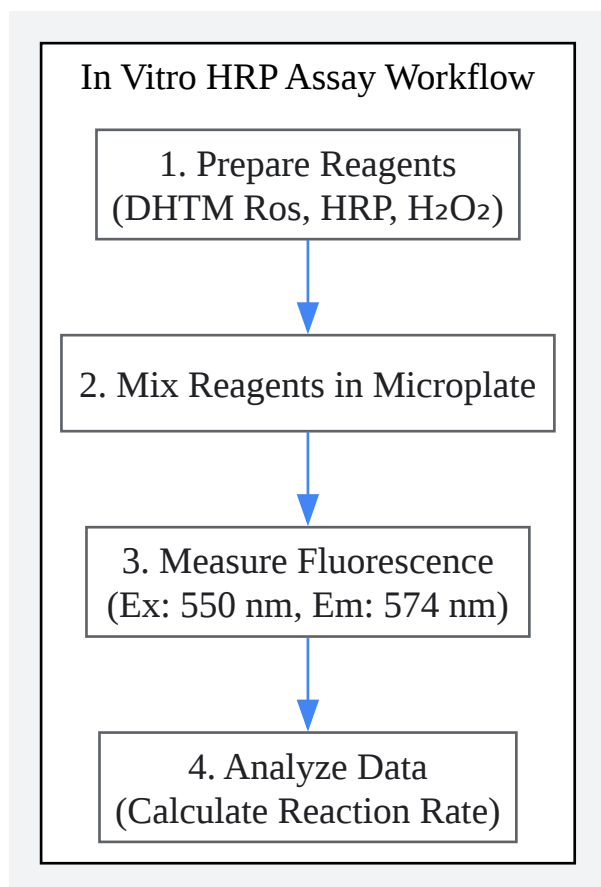 In Vitro HRP Assay Workflow
1. Prepare Reagents
(DHTM Ros, HRP, H₂O₂)
2. Mix Reagents in Microplate
3. Measure Fluorescence
(Ex: 550 nm, Em: 574 nm)
4. Analyze Data
(Calculate Reaction Rate)